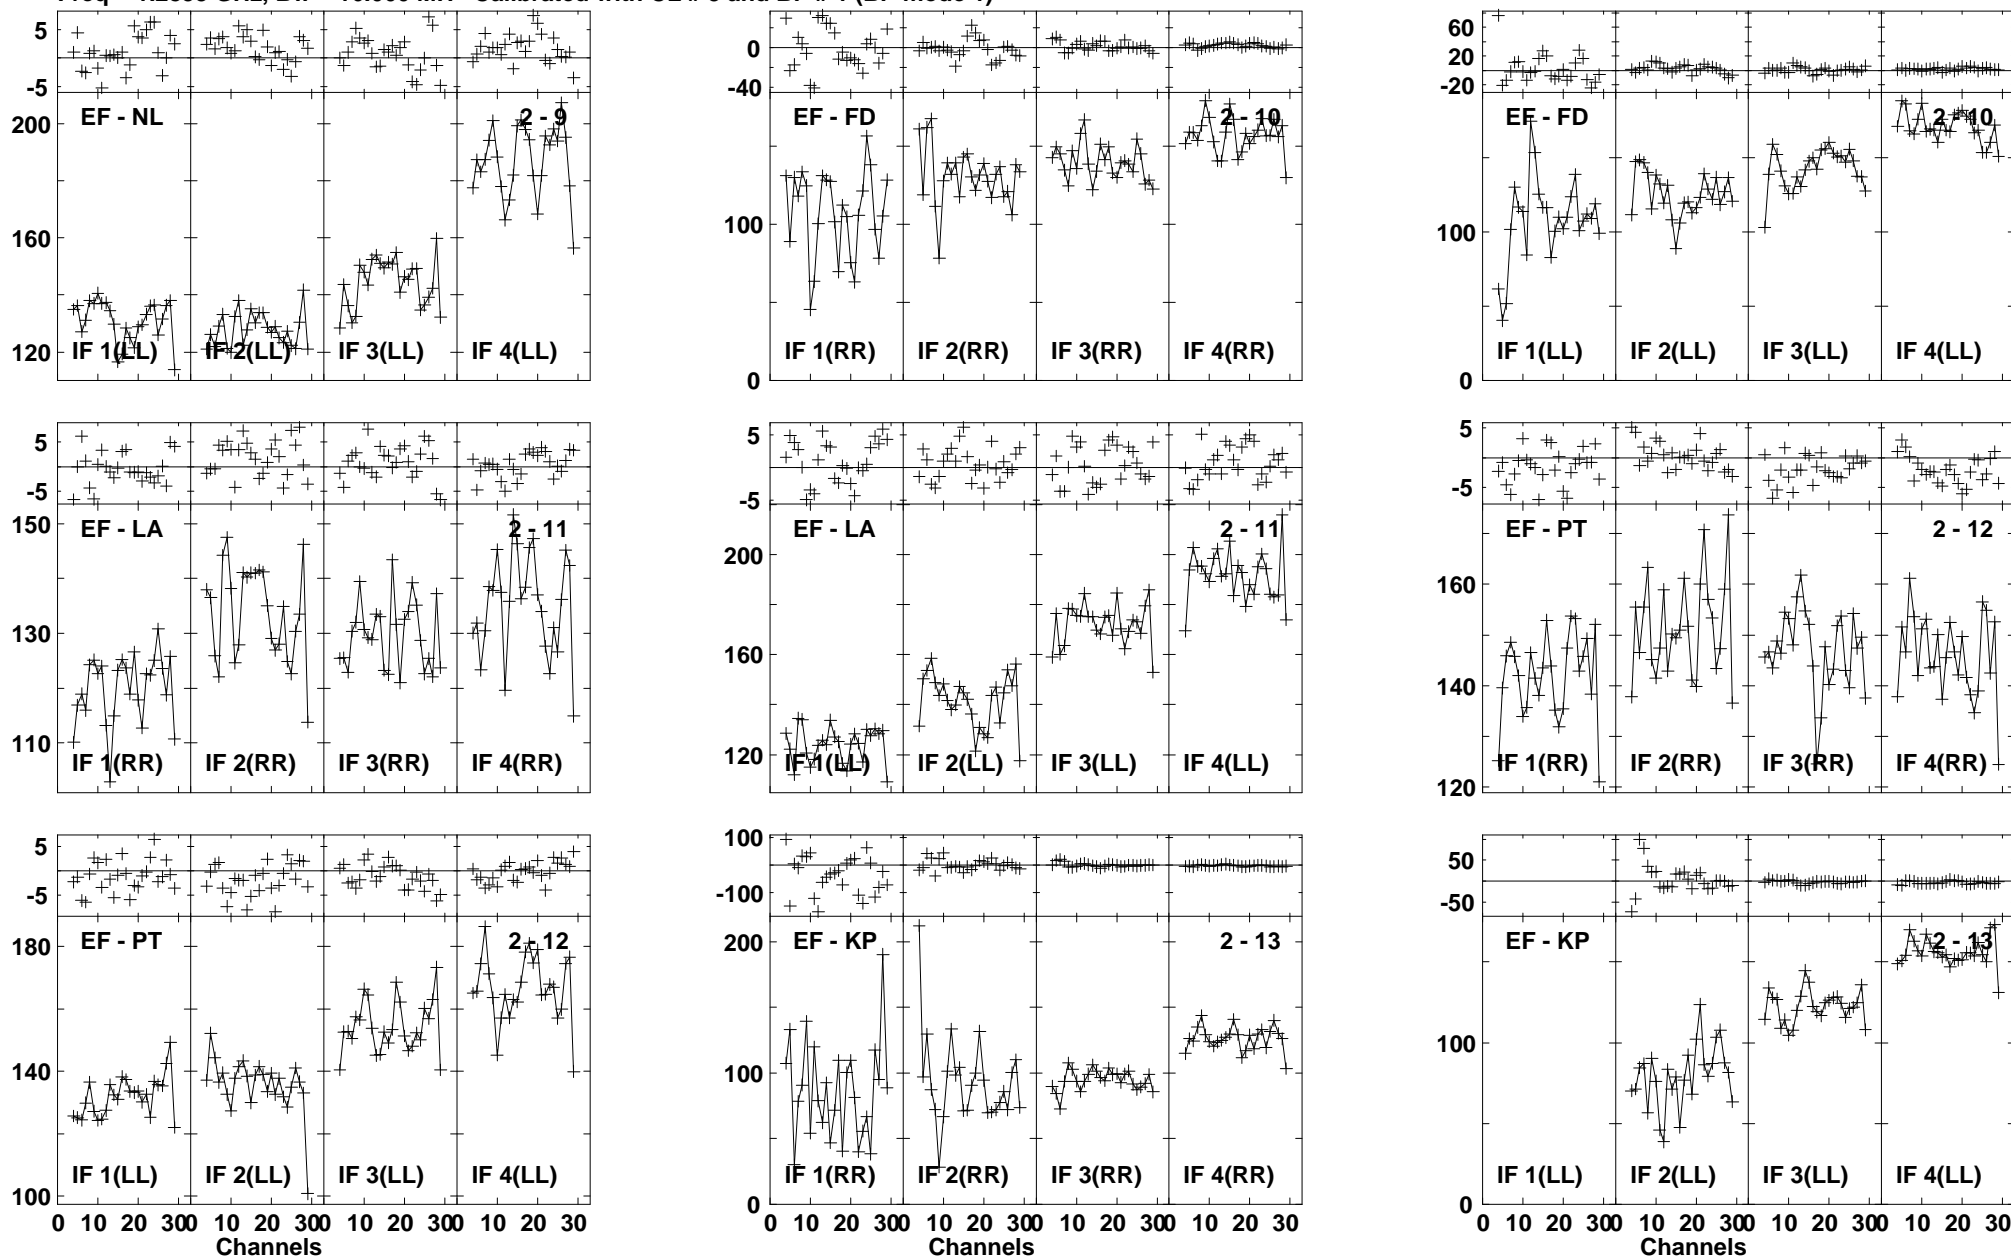 5 0 20 5
0 60
-5 -40 -20
EF - NL 2 - 9 EF - FD 2 - 10 EF - FD 2 - 10
200
160
100 100
120 IF 1(LL) IF 2(LL) IF 3(LL) IF 4(LL) IF 1(RR) IF 2(RR) IF 3(RR) IF 4(RR) IF 1(LL) IF 2(LL) IF 3(LL) IF 4(LL)
0 0
5 5 5
-5 -5 -5
EF - LA 2 - 11 EF - LA 2 - 11 EF - PT 2 - 12
150 200 160
130 160 140
110 120 120
IF 1(RR) IF 2(RR) IF 3(RR) IF 4(RR) IF 1(LL) IF 2(LL) IF 3(LL) IF 4(LL) IF 1(RR) IF 2(RR) IF 3(RR) IF 4(RR)
5 100 50
-5 -100 -50
EF - PT 2 - 12 EF - KP 2 - 13 EF - KP 2 - 13
180 200
140 100 100
IF 1(LL) IF 2(LL) IF 3(LL) IF 4(LL) IF 1(RR) IF 2(RR) IF 3(RR) IF 4(RR) IF 1(LL) IF 2(LL) IF 3(LL) IF 4(LL)
100 0 0
0 10 20 30 0 10 20 30 0 10 20 30 0 10 20 30 0 10 20 30 0 10 20 30 0 10 20 30 0 10 20 30 0 10 20 30 0 10 20 30 0 10 20 30 0 10 20 30
Channels Channels Channels